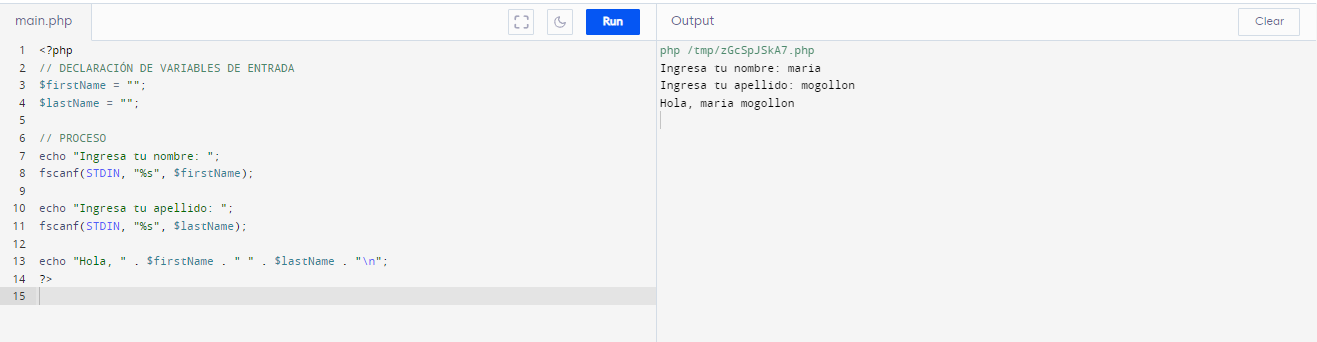 main.php
Run
Output
Clear
1 <?php
2 // DECLARACIÓN DE VARIABLES DE ENTRADA
3 $firstName = "";
4 $lastName = "";
5
6 // PROCESO
7 echo "Ingresa tu nombre: ";
8 fscanf(STDIN, "%s", $firstName);
9
10 echo "Ingresa tu apellido: ";
11 fscanf(STDIN, "%s", $lastName);
12
13 echo "Hola, " . $firstName . " " . $lastName . "\n";
14 ?>
15
php /tmp/zGcSpJSkA7.php
Ingresa tu nombre: maria
Ingresa tu apellido: mogollon
Hola, maria mogollon